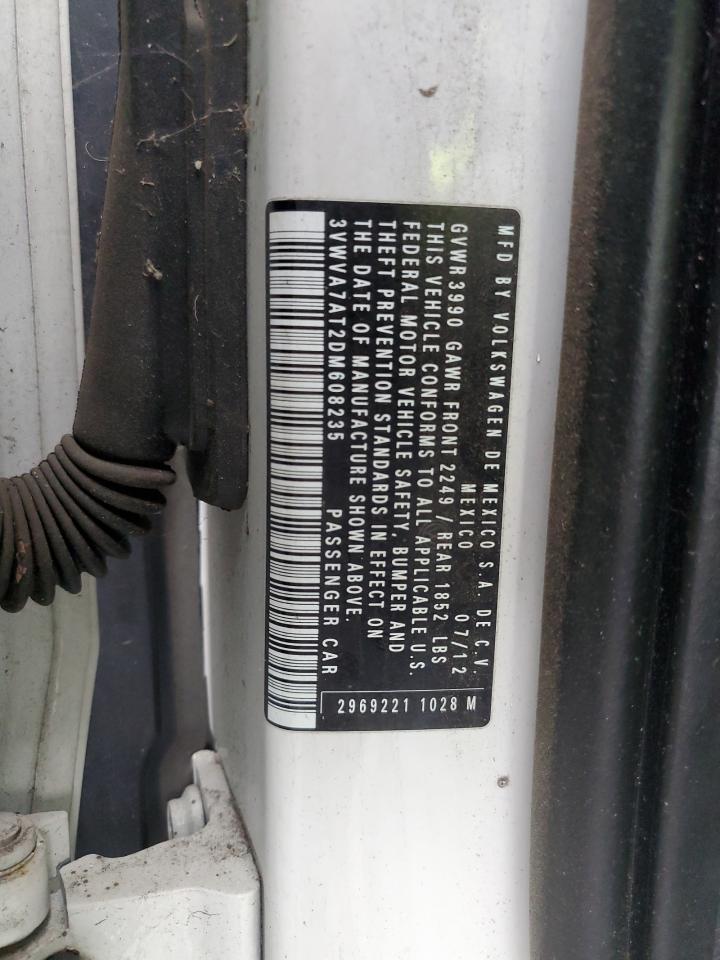 MFD BY VOLKSWAGEN DE MEXICO S.A. DE C.V
MEXICO 07/12
GVWR 3990 GAWR FRONT 2249 / REAR 1852 LBS
THIS VEHICLE CONFORMS TO ALL APPLICABLE U.S.
FEDERAL MOTOR VEHICLE SAFETY, BUMPER AND
THEFT PREVENTION STANDARDS IN EFFECT ON
THE DATE OF MANUFACTURE SHOWN ABOVE.
3VWVA7AT2DM608235 PASSENGER CAR
2969221 1028 M